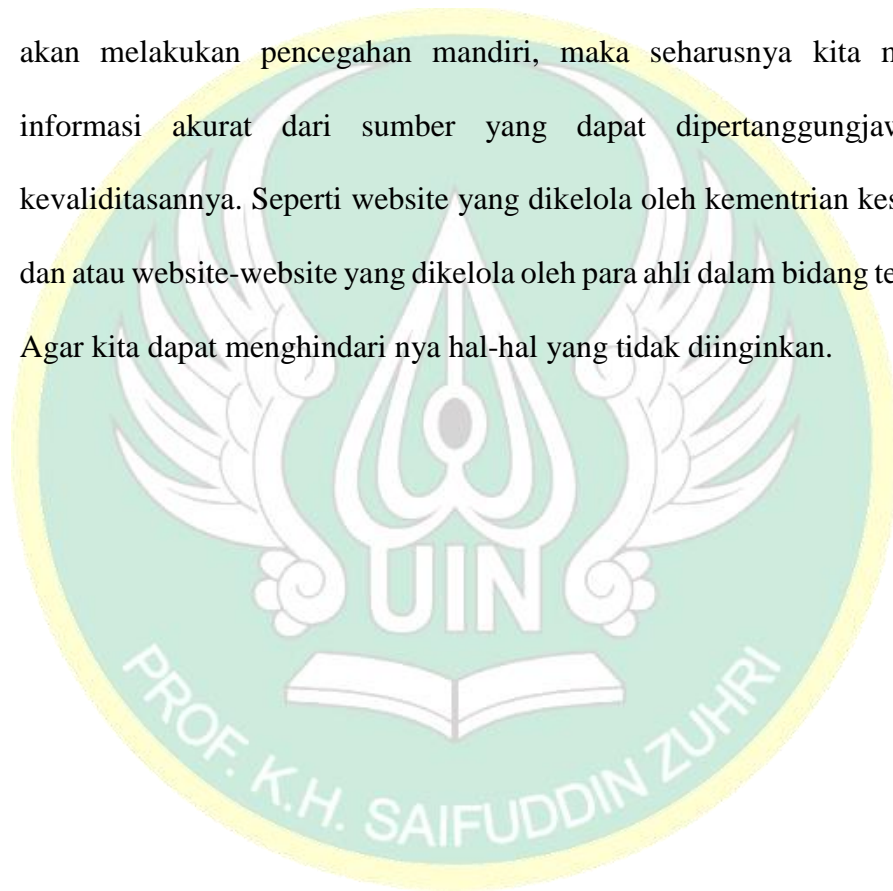 akan melakukan pencegahan mandiri, maka seharusnya kita
informasi akurat dari sumber yang dapat
kevaliditasannya. Seperti website yang dikelola oleh kementrian
dan atau website-website yang dikelola oleh para ahli dalam bidang
Agar kita dapat menghindari nya hal-hal yang tidak diinginkan.
UIN
PROF. K.H. SAIFUDDIN ZUHRI